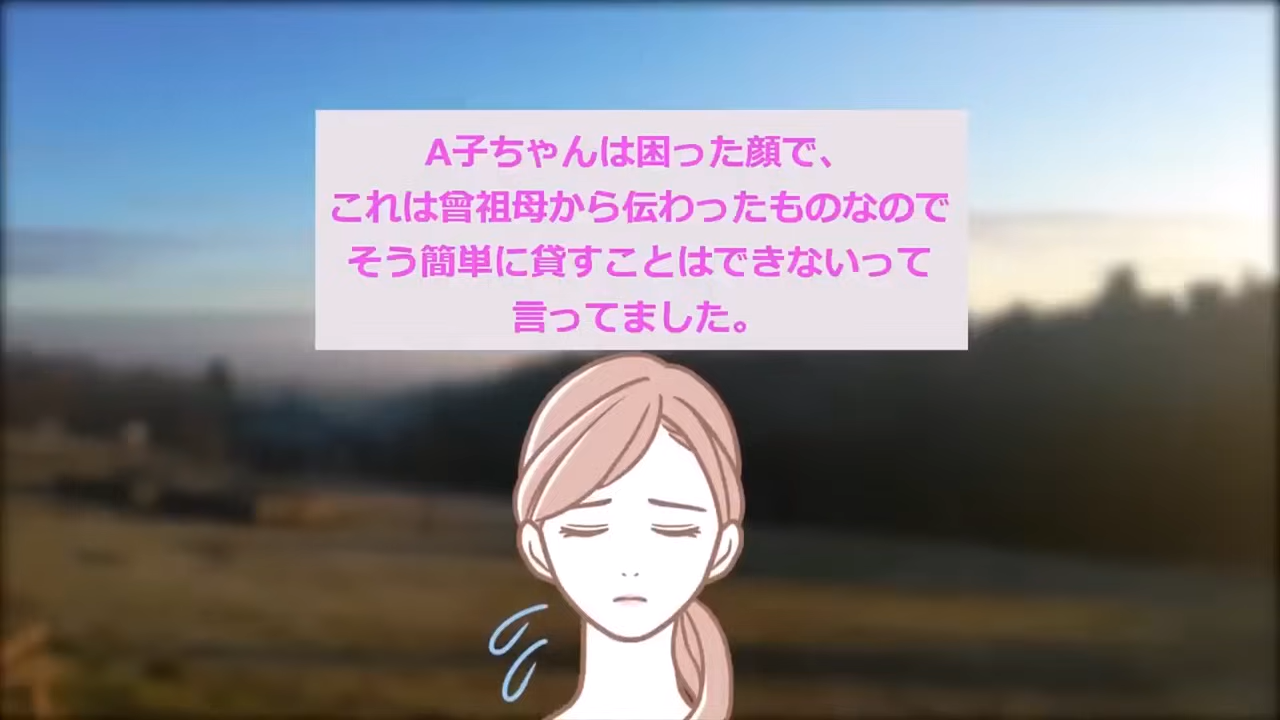 A子ちゃんは困った顔で、
これは曾祖母から伝わったものなので
そう簡単に貸すことはできないって
言ってました。